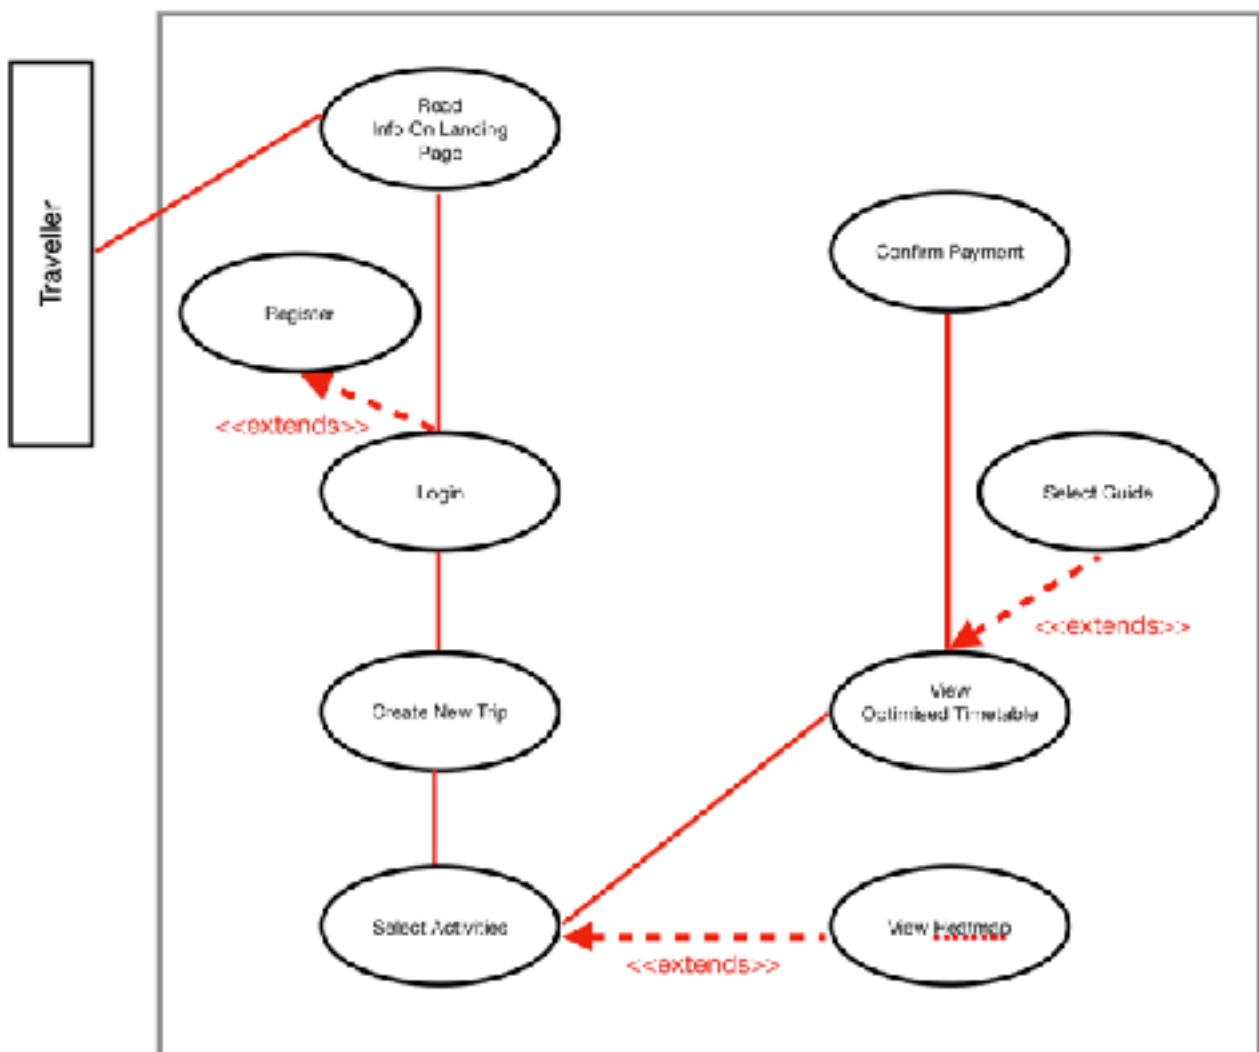 Traveller
Read
Info On Landing
Page
Confirm Payment
Register
<<extends>>
Login
Select Guide
<<extends>>
View
Optimised Timetable
Create New Trip
Select Activities
View Heatmap
<<extends>>